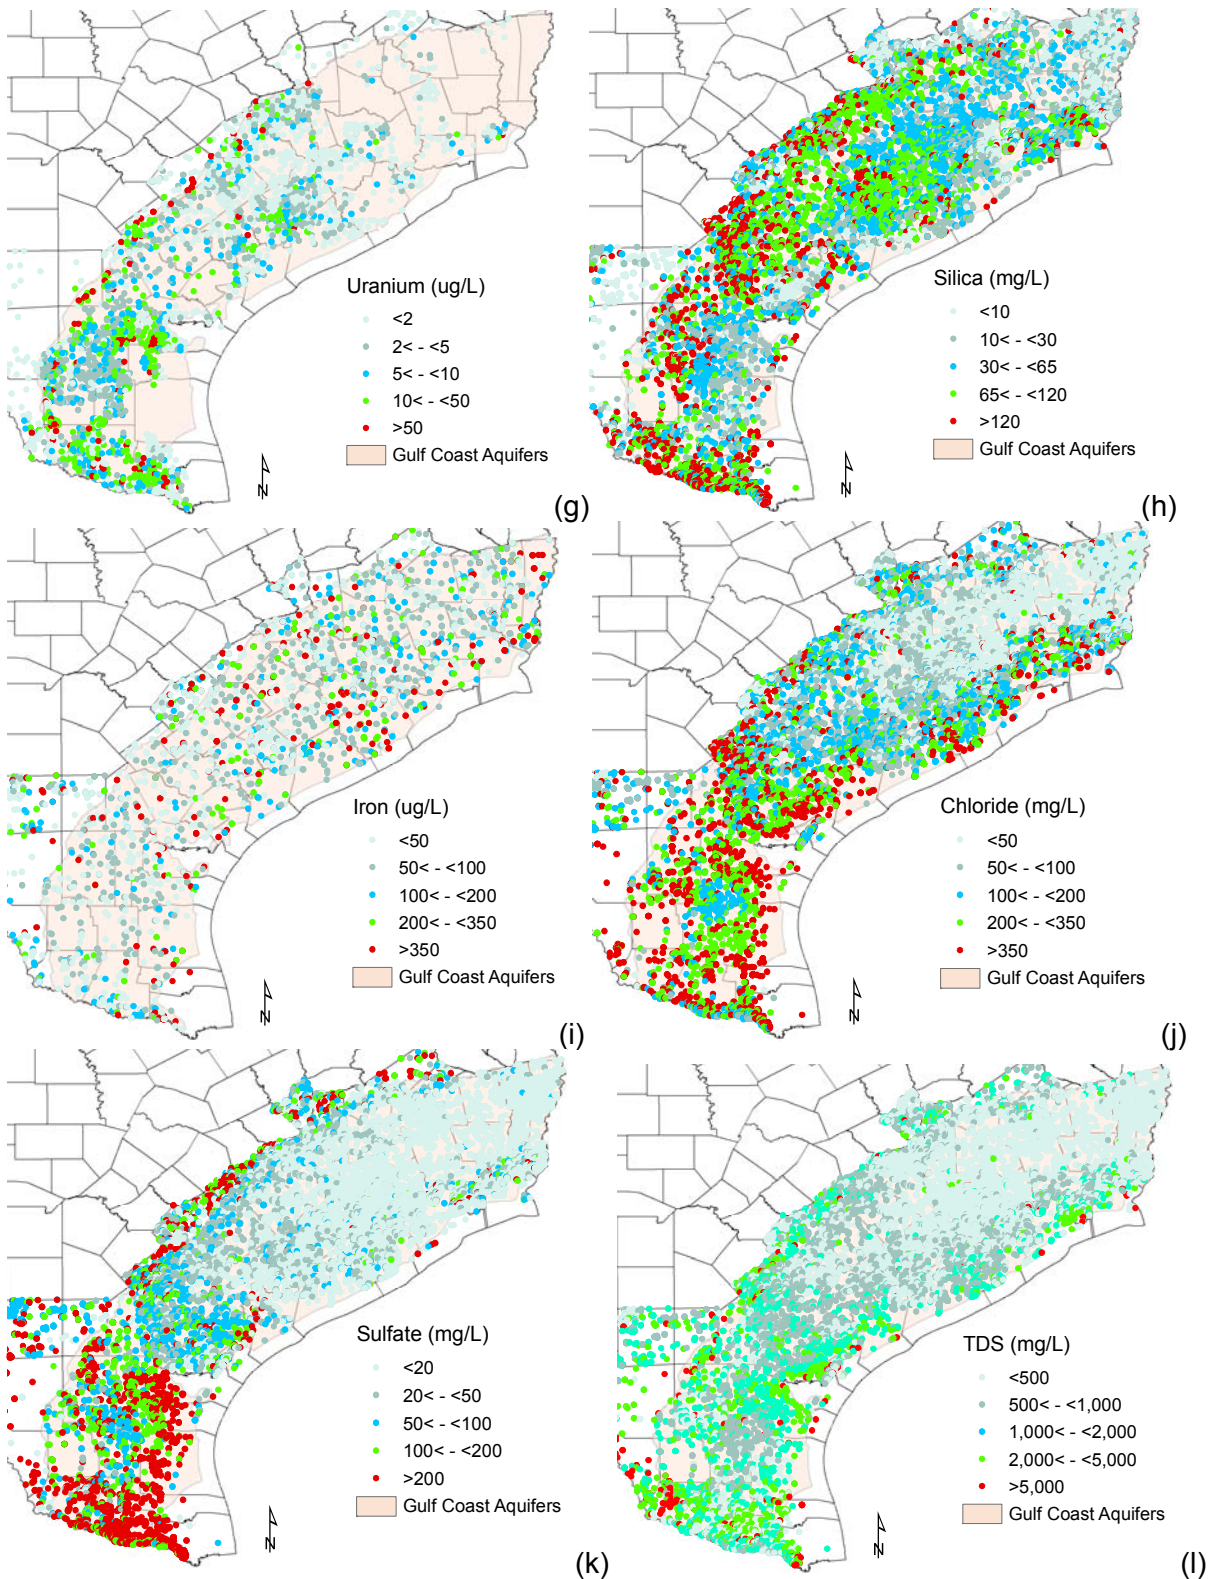 Uranium (ug/L)
<2
2< - <5
5< - <10
10< - <50
>50
Gulf Coast Aquifers
N
(g)
Silica (mg/L)
<10
10< - <30
30< - <65
65< - <120
>120
Gulf Coast Aquifers
N
(h)
Iron (ug/L)
<50
50< - <100
100< - <200
200< - <350
>350
Gulf Coast Aquifers
N
(i)
Chloride (mg/L)
<50
50< - <100
100< - <200
200< - <350
>350
Gulf Coast Aquifers
N
(j)
Sulfate (mg/L)
<20
20< - <50
50< - <100
100< - <200
>200
Gulf Coast Aquifers
N
(k)
TDS (mg/L)
<500
500< - <1,000
1,000< - <2,000
2,000< - <5,000
>5,000
Gulf Coast Aquifers
N
(l)